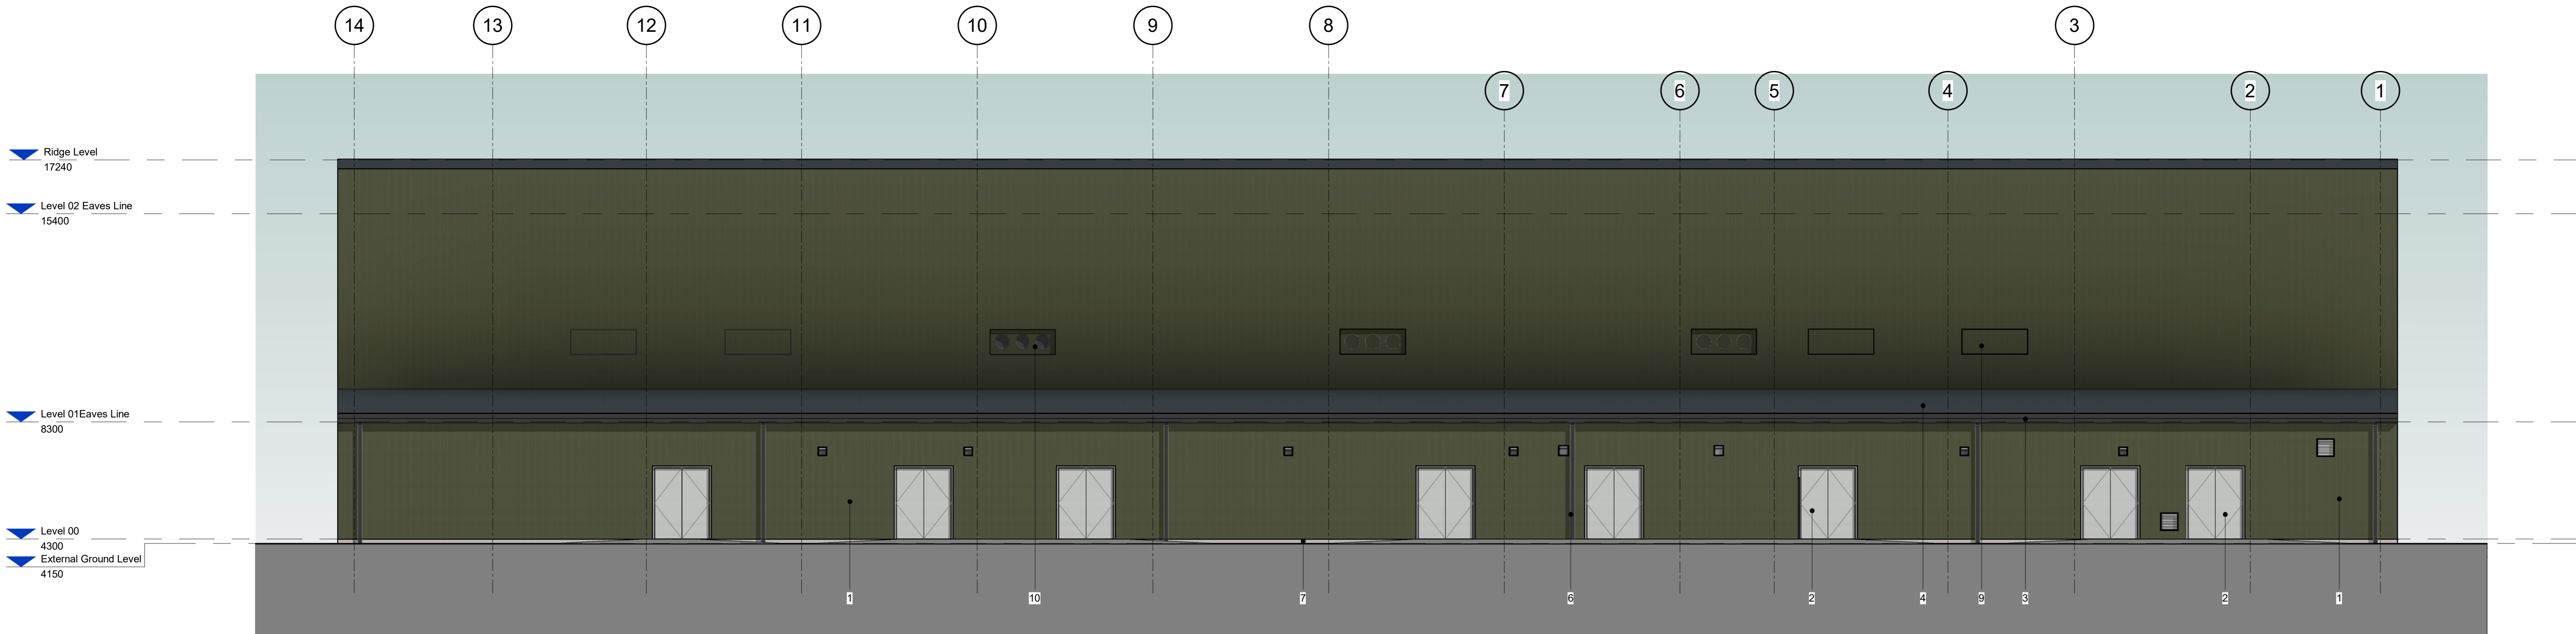 14 13 12 11 10 9 8 3
7 6 5 4 2 1
Ridge Level
17240
Level 02 Eaves Line
15400
Level 01Eaves Line
8300
Level 00
4300
External Ground Level
4150
1 10 7 6 2 4 9 3 2 1